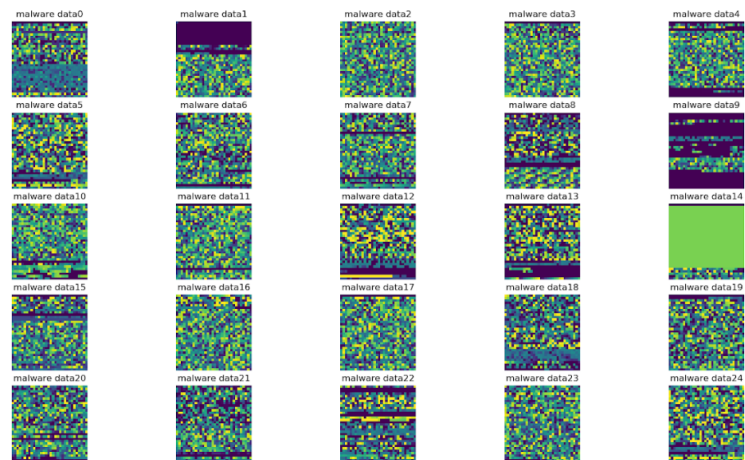 malware data0 malware data1 malware data2 malware data3 malware data4
malware data5 malware data6 malware data7 malware data8 malware data9
malware data10 malware data11 malware data12 malware data13 malware data14
malware data15 malware data16 malware data17 malware data18 malware data19
malware data20 malware data21 malware data22 malware data23 malware data24